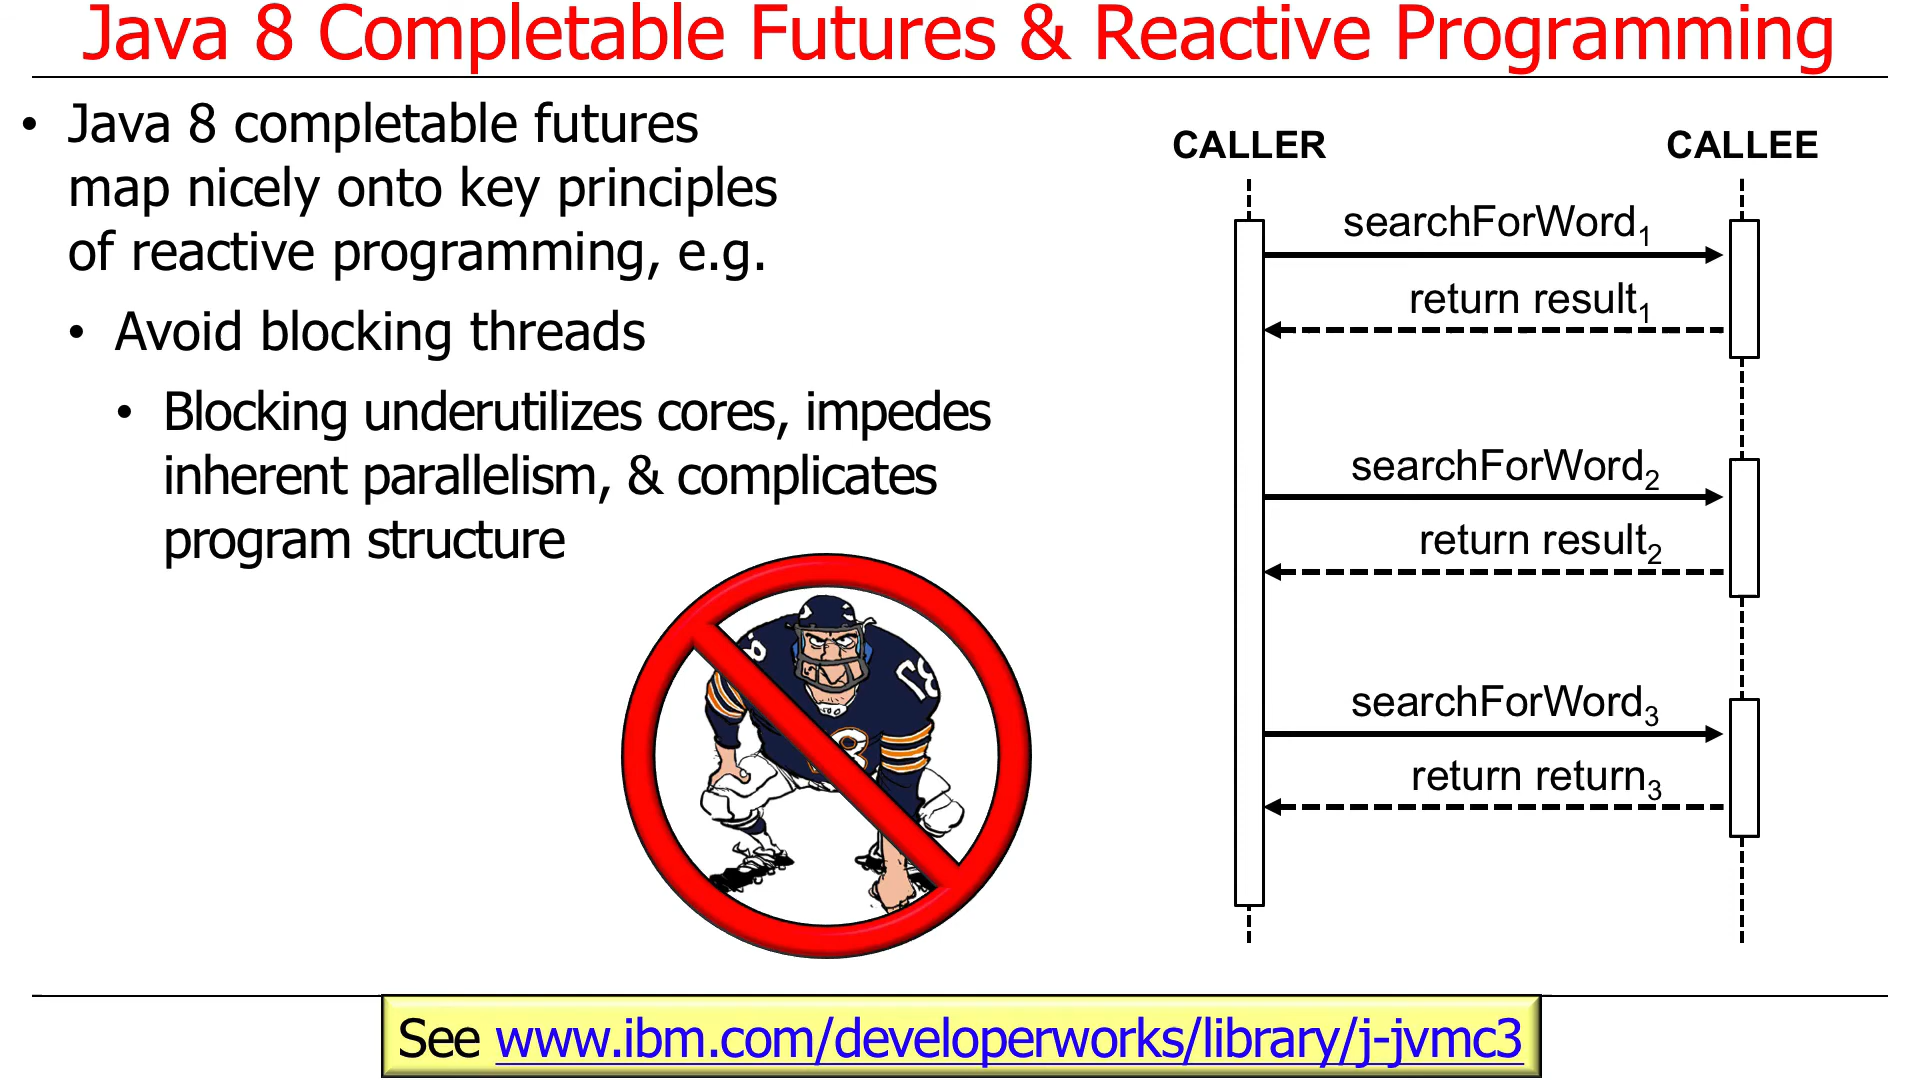 Java 8 Completable Futures & Reactive Programming
• Java 8 completable futures
map nicely onto key principles
of reactive programming, e.g.
• Avoid blocking threads
• Blocking underutilizes cores, impedes
inherent parallelism, & complicates
program structure
CALLER
CALLEE
searchForWord1
return result1
searchForWord2
return result2
searchForWord3
return return3
See www.ibm.com/developerworks/library/j-jvmc3